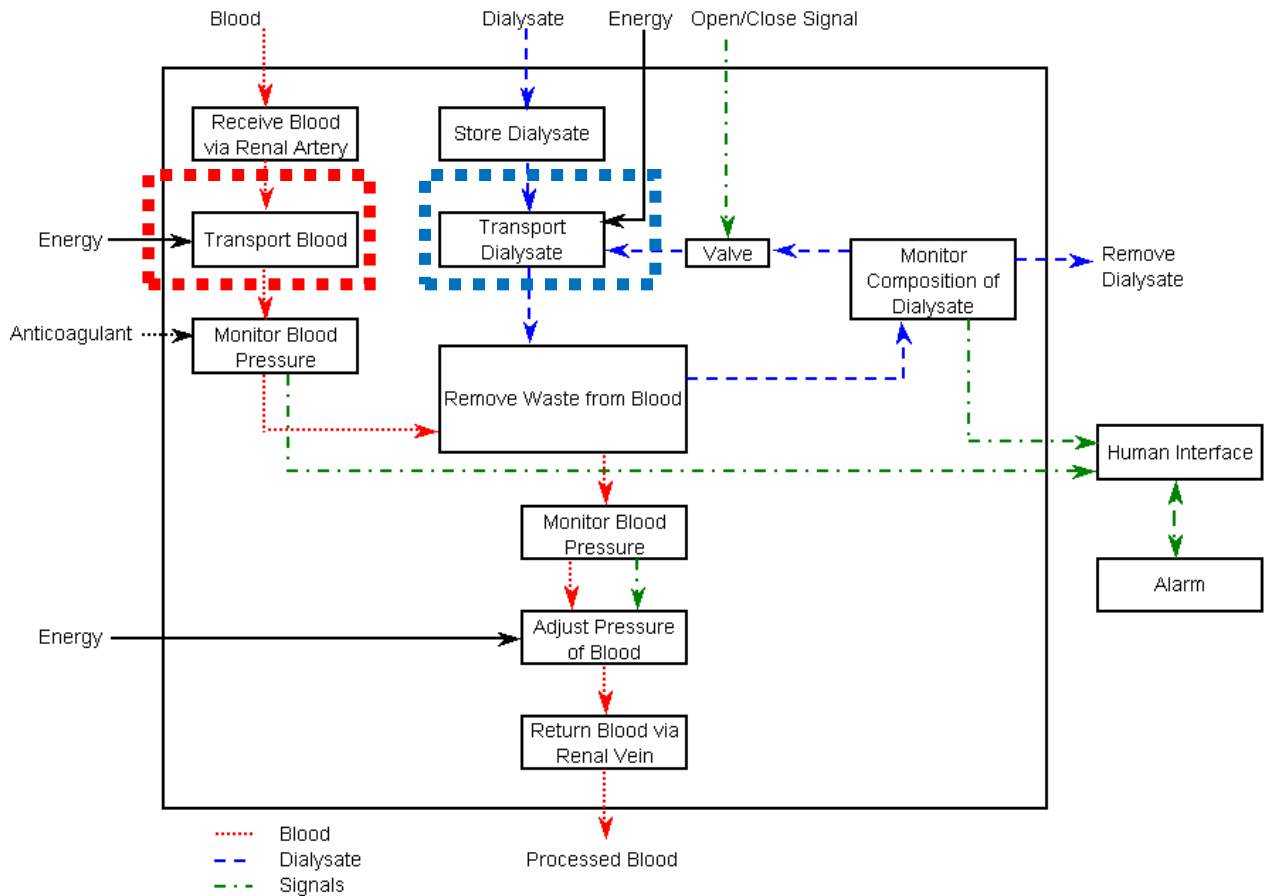 Blood
Dialysate
Energy
Open/Close Signal
Receive Blood
via Renal Artery
Store Dialysate
Energy
Transport Blood
Transport
Dialysate
Valve
Monitor
Composition of
Dialysate
Remove
Dialysate
Anticoagulant
Monitor Blood
Pressure
Remove Waste from Blood
Human Interface
Monitor Blood
Pressure
Alarm
Energy
Adjust Pressure
of Blood
Return Blood via
Renal Vein
Blood
Dialysate
Signals
Processed Blood